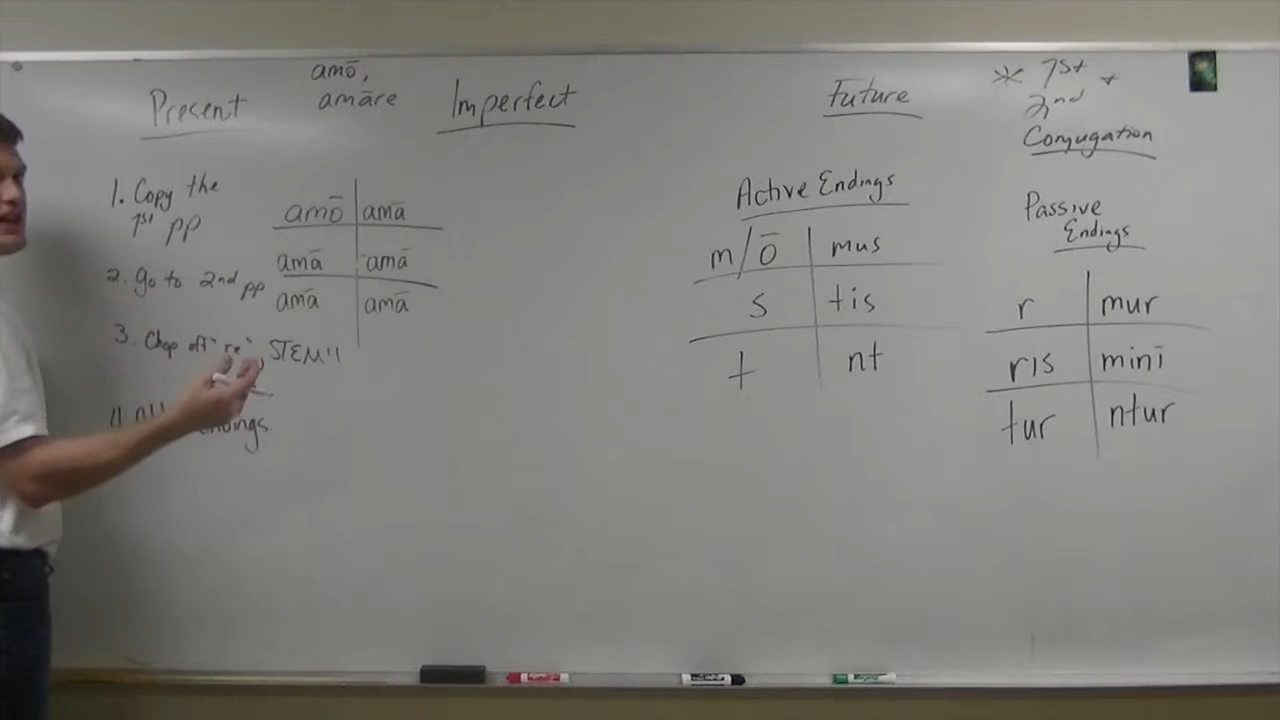 Present
amō,
amāre
Imperfect
Future
* 1st +
2nd
Conjugation
1. Copy the
1st pp
2. Go to 2nd pp
3. Chop off "re", STEM!!
4.
amō amā
amā amā
amā amā
Active Endings
m/ō mus
s tis
t nt
Passive
Endings
r mur
ris minī
tur ntur